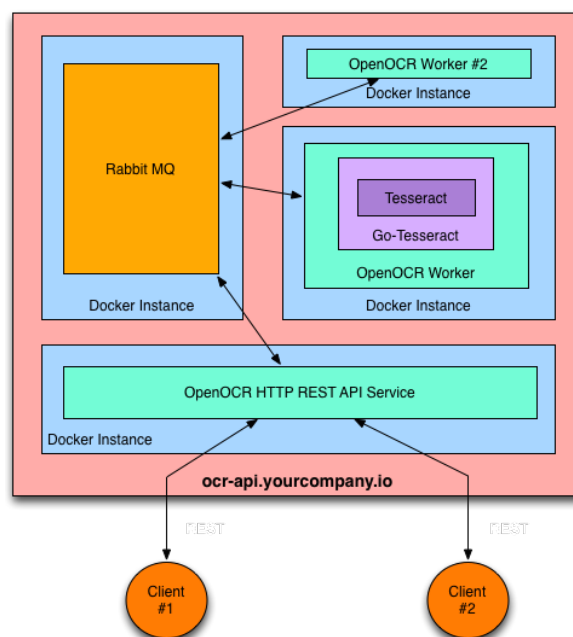 OpenOCR Worker #2
Docker Instance
Rabbit MQ
Tesseract
Go-Tesseract
OpenOCR Worker
Docker Instance
Docker Instance
OpenOCR HTTP REST API Service
Docker Instance
ocr-api.yourcompany.io
REST
REST
Client
#1
Client
#2